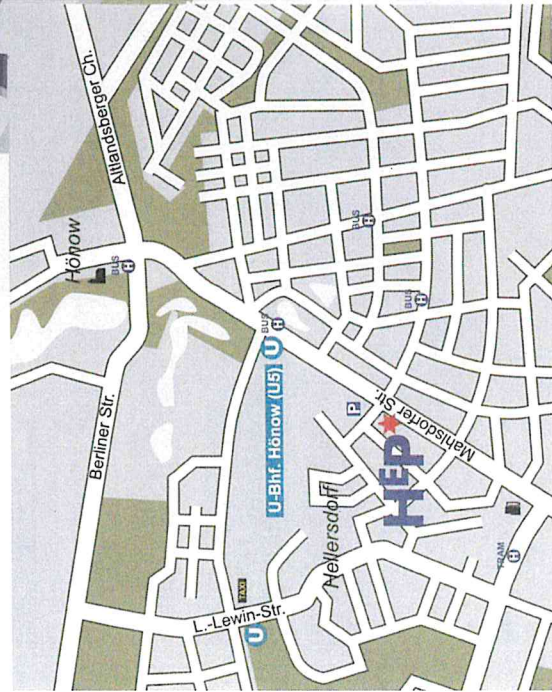 Altlandsberger Ch.
Hönow
BUS
H
Berliner Str.
BUS
H
U-Bhf. Hönow (U5) U
BUS
H
BUS
H
P
Mahlsdorfer Str.
HEP
Hellersdorf
TRAM
H
TAXI
L.-Lewin-Str.
U